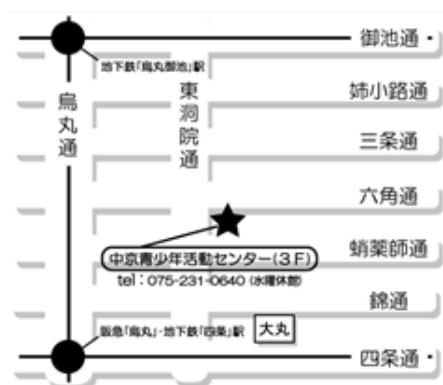 御池通
地下鉄「烏丸御池」駅
烏丸通
東洞院通
姉小路通
三条通
六角通
中京青少年活動センター(3F)
tel：075-231-0640 (水曜休館)
蛸薬師通
錦通
阪急「烏丸」・地下鉄「四条」駅
大丸
四条通